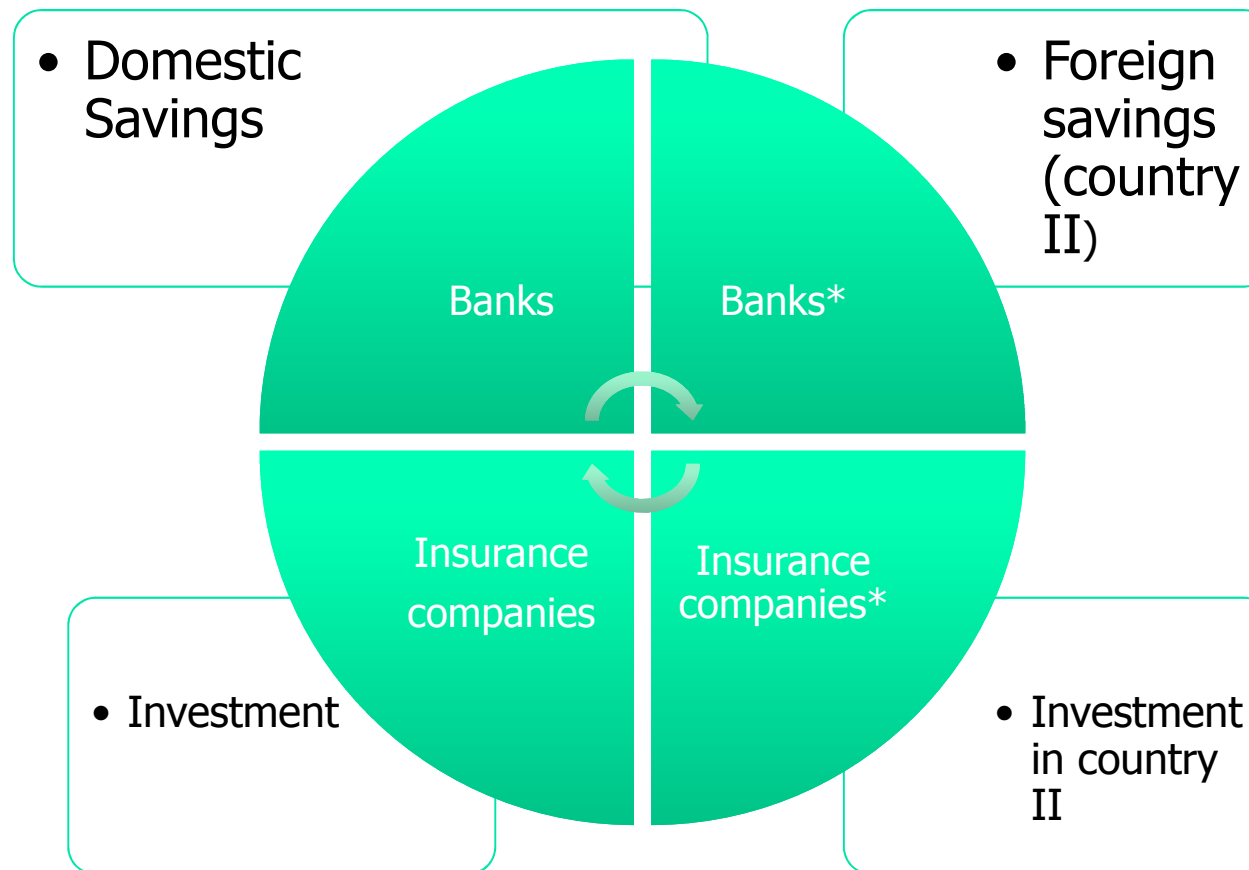 • Domestic
Savings
• Foreign
savings
(country
II)
Banks
Banks*
Insurance
companies
Insurance
companies*
• Investment
• Investment
in country
II